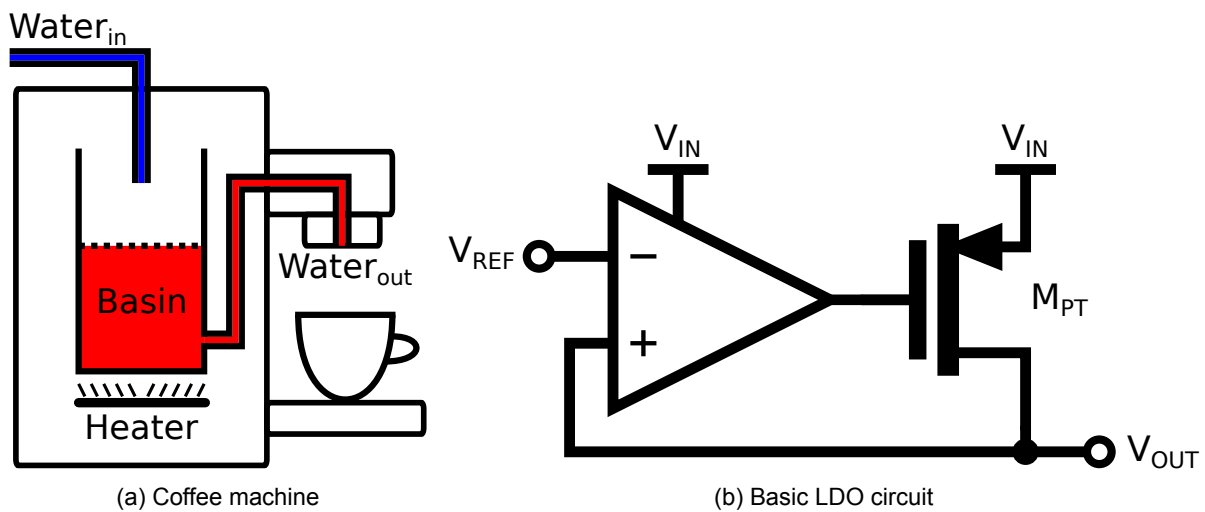 Water_in
Basin
Heater
Water_out
(a) Coffee machine
V_IN
V_IN
V_REF
−
+
M_PT
V_OUT
(b) Basic LDO circuit